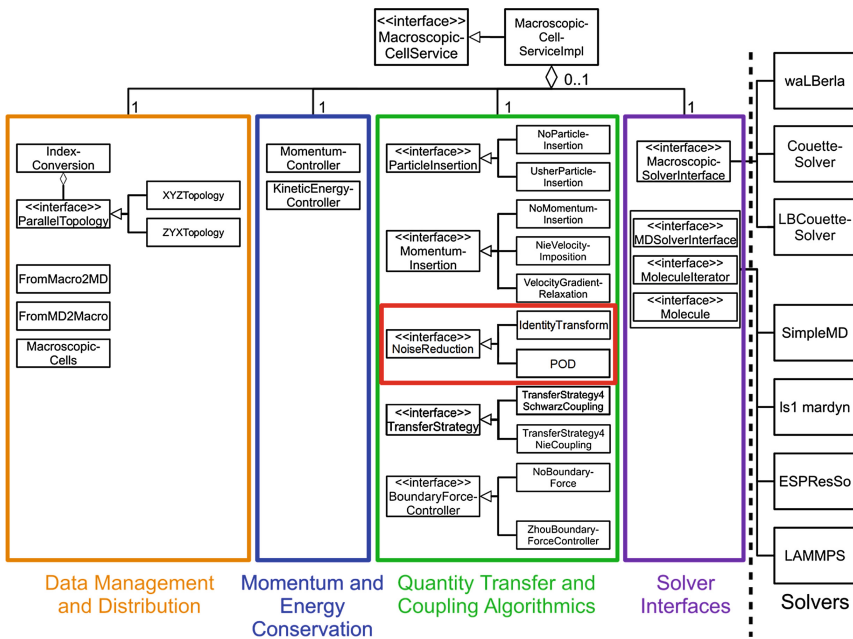 <<interface>>
Macroscopic-
CellService
Macroscopic-
Cell-
ServiceImpl
0..1
1
1
1
1
Index-
Conversion
<<interface>>
ParallelTopology
XYZTopology
ZYXTopology
FromMacro2MD
FromMD2Macro
Macroscopic-
Cells
Data Management
and Distribution
Momentum-
Controller
KineticEnergy-
Controller
Momentum and
Energy
Conservation
<<interface>>
ParticleInsertion
NoParticle-
Insertion
UsherParticle-
Insertion
<<interface>>
Momentum-
Insertion
NoMomentum-
Insertion
NieVelocity-
Imposition
VelocityGradient-
Relaxation
<<interface>>
NoiseReduction
IdentityTransform
POD
<<interface>>
TransferStrategy
TransferStrategy4
SchwarzCoupling
TransferStrategy4
NieCoupling
<<interface>>
BoundaryForce-
Controller
NoBoundary-
Force
ZhouBoundary-
ForceController
Quantity Transfer and
Coupling Algorithmics
<<interface>>
Macroscopic-
SolverInterface
<<interface>>
MDSolverInterface
<<interface>>
MoleculeIterator
<<interface>>
Molecule
Solver
Interfaces
waLBerla
Couette-
Solver
LBCouette-
Solver
SimpleMD
ls1 mardyn
ESPResSo
LAMMPS
Solvers